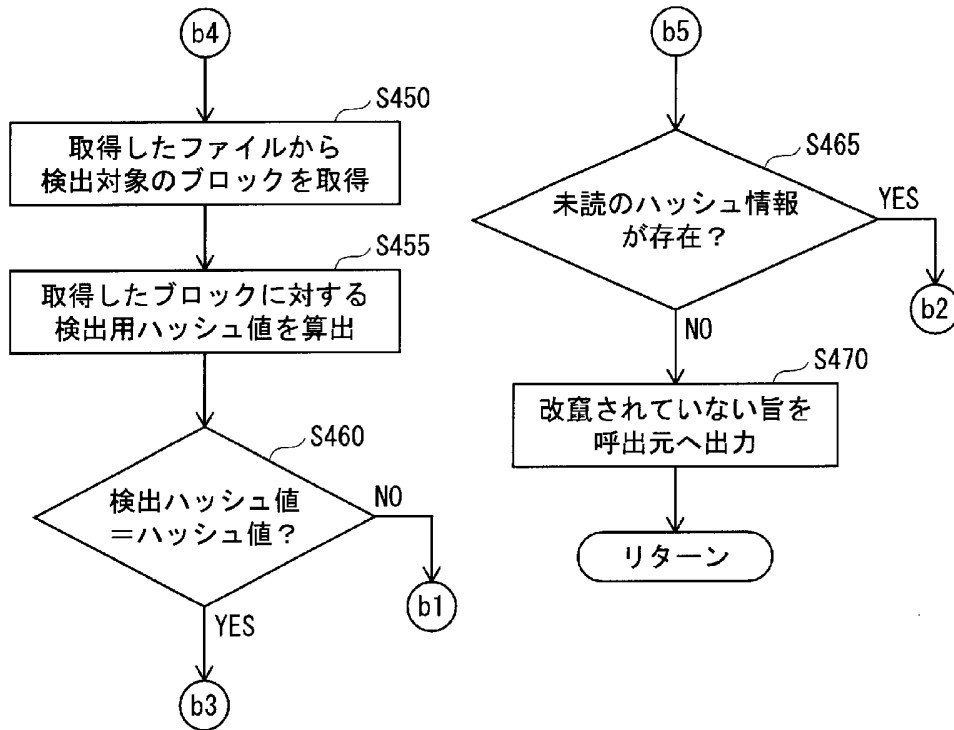 b4
S450
取得したファイルから
検出対象のブロックを取得
S455
取得したブロックに対する
検出用ハッシュ値を算出
S460
検出ハッシュ値
＝ハッシュ値？
NO
b1
YES
b3
b5
S465
未読のハッシュ情報
が存在？
YES
b2
NO
S470
改竄されていない旨を
呼出元へ出力
リターン